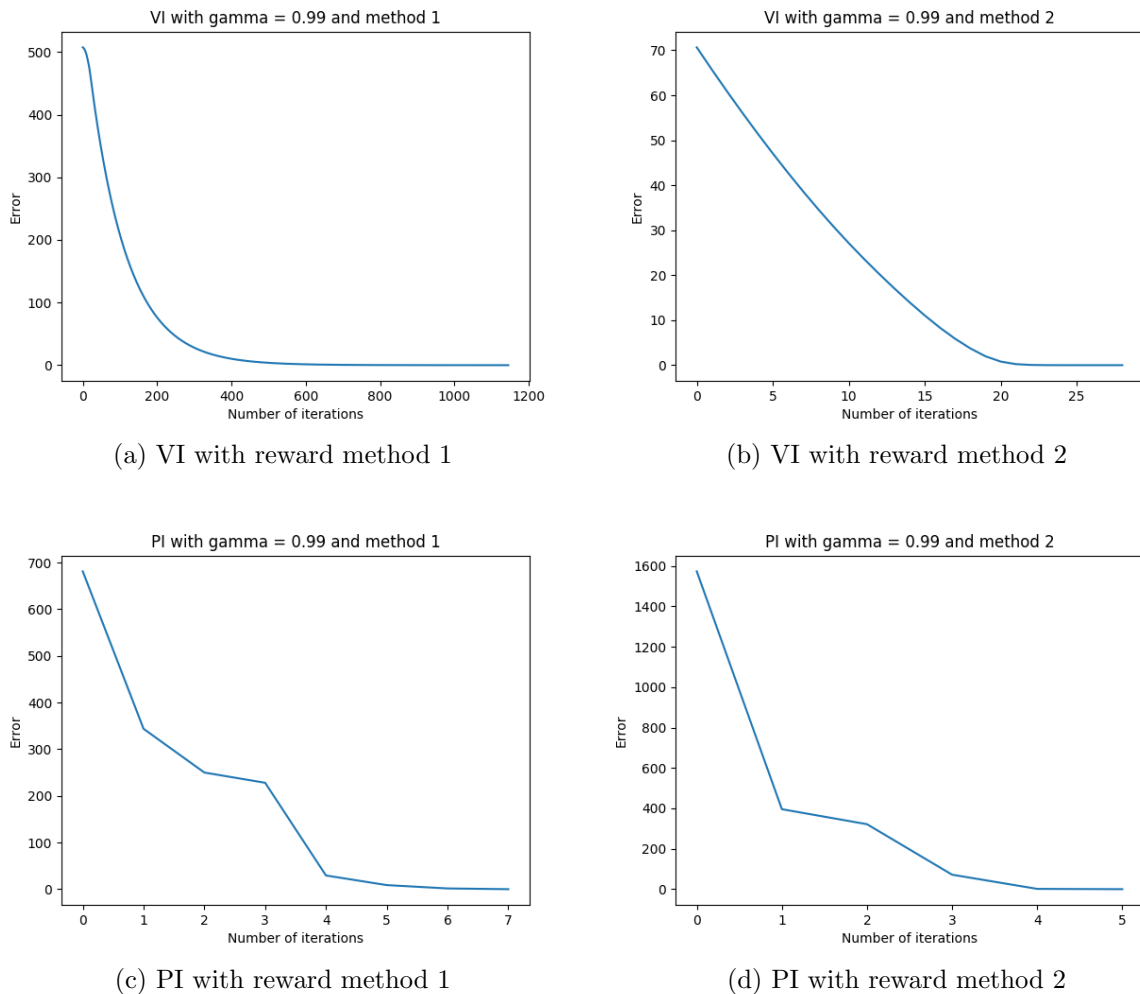 VI with gamma = 0.99 and method 1
500
400
300
200
100
0
Error
0 200 400 600 800 1000 1200
Number of iterations
(a) VI with reward method 1
VI with gamma = 0.99 and method 2
70
60
50
40
30
20
10
0
Error
0 5 10 15 20 25
Number of iterations
(b) VI with reward method 2
PI with gamma = 0.99 and method 1
700
600
500
400
300
200
100
0
Error
0 1 2 3 4 5 6 7
Number of iterations
(c) PI with reward method 1
PI with gamma = 0.99 and method 2
1600
1400
1200
1000
800
600
400
200
0
Error
0 1 2 3 4 5
Number of iterations
(d) PI with reward method 2